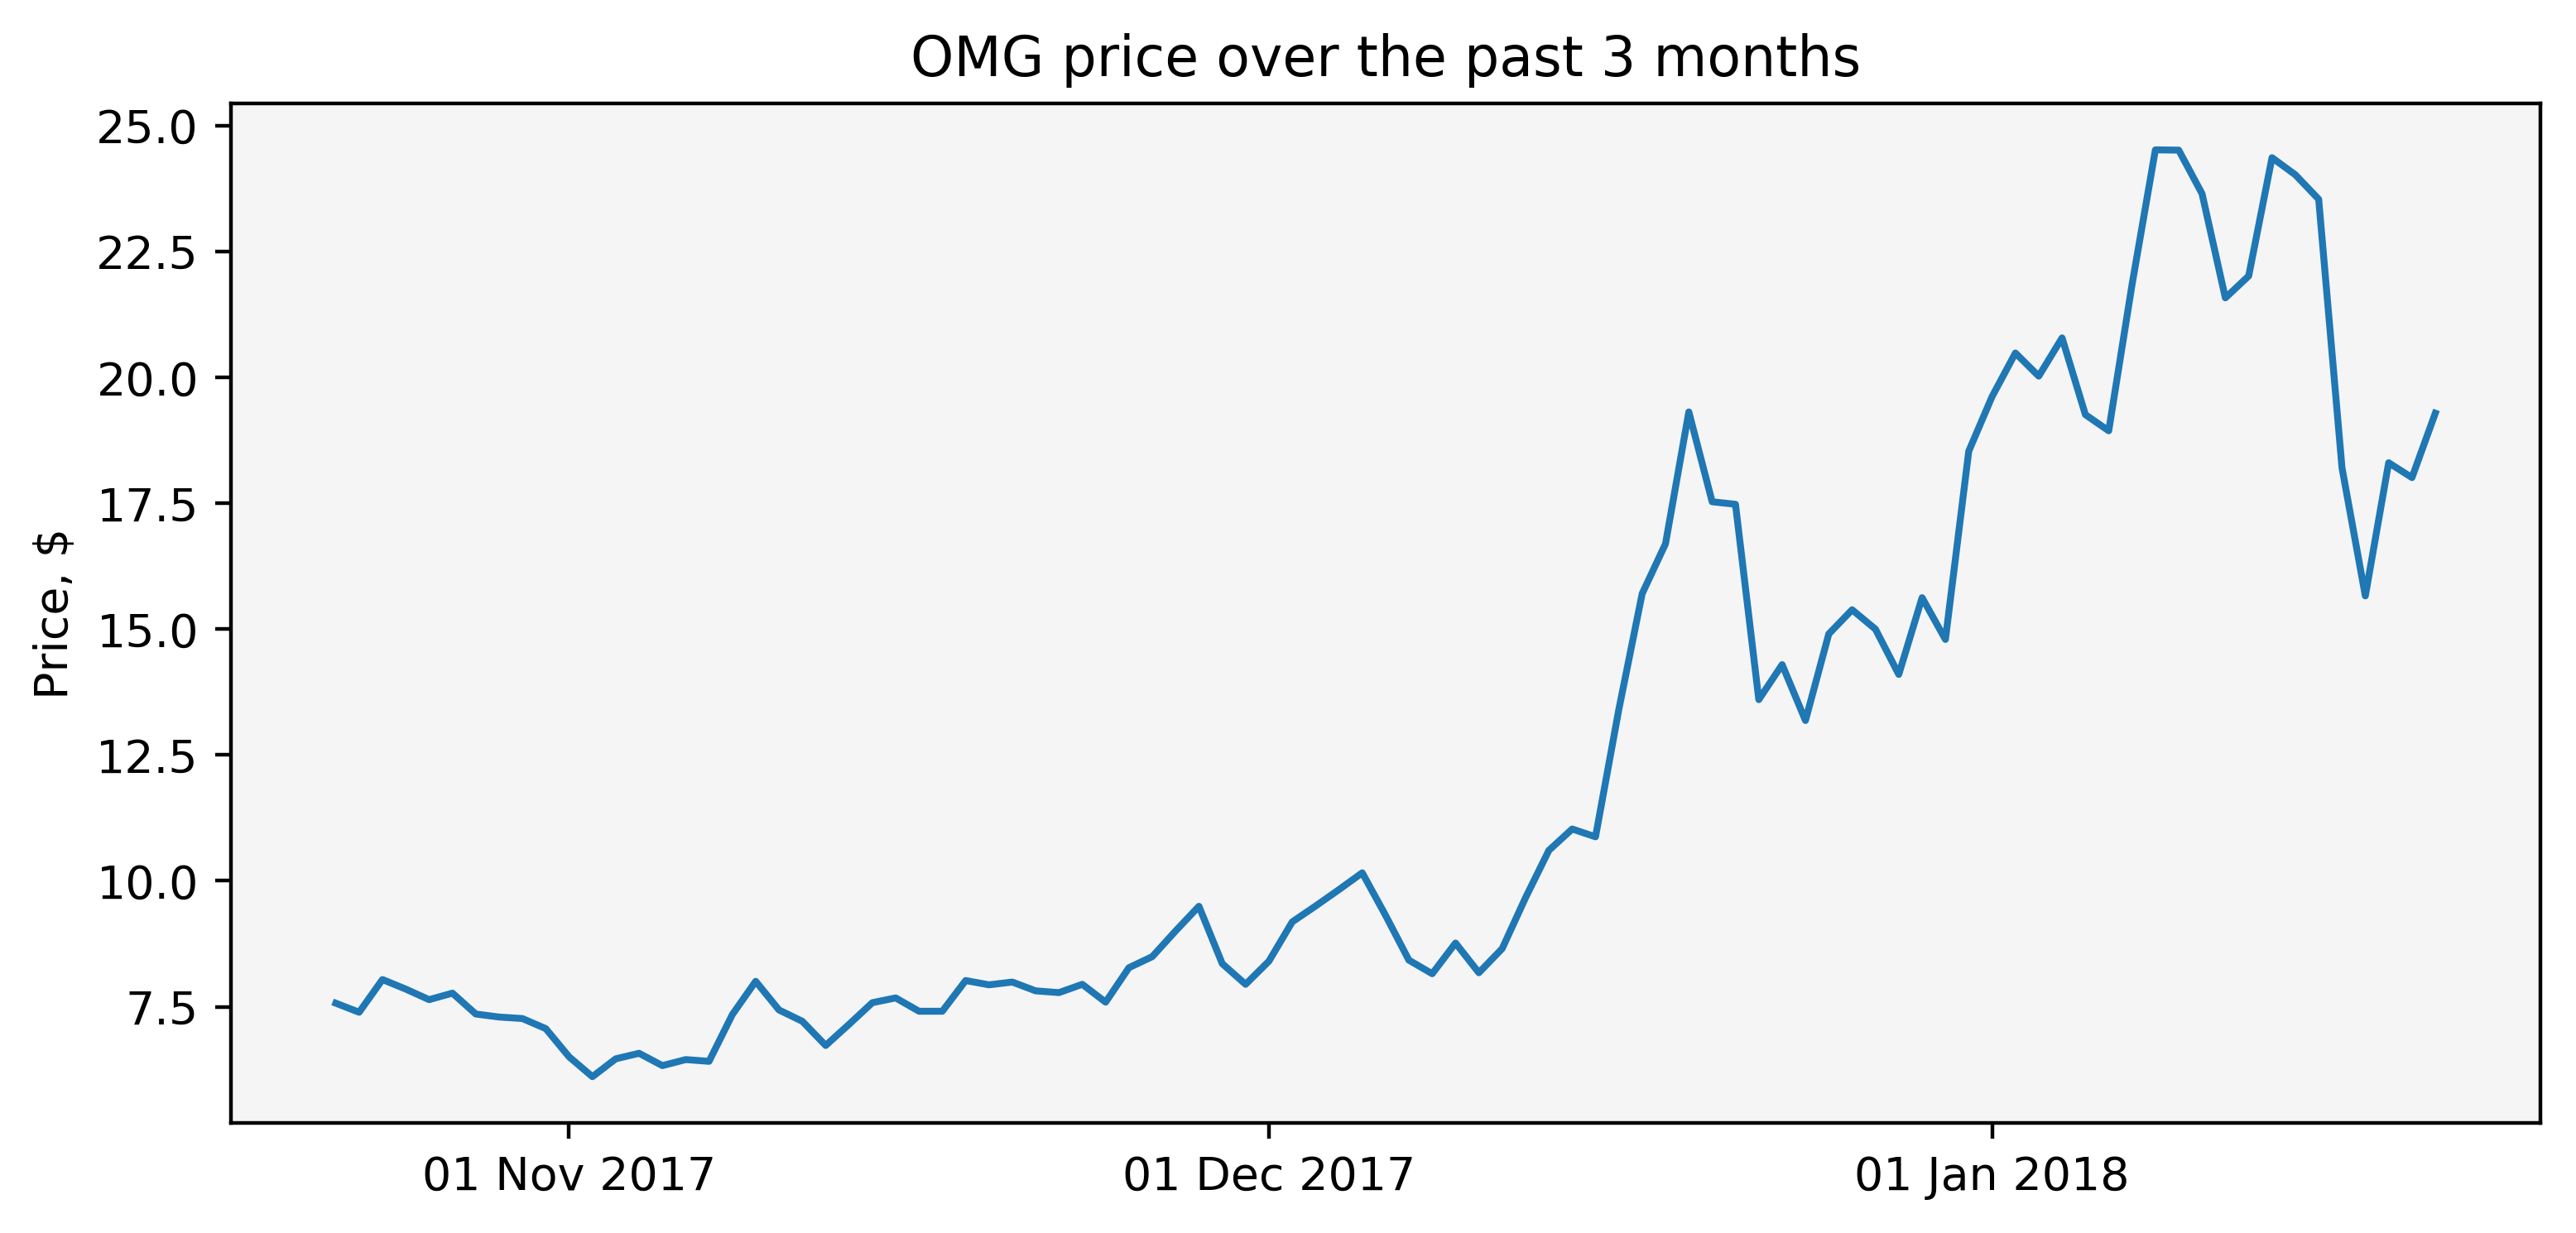 OMG price over the past 3 months
25.0
22.5
20.0
17.5
15.0
12.5
10.0
7.5
Price, $
01 Nov 2017
01 Dec 2017
01 Jan 2018